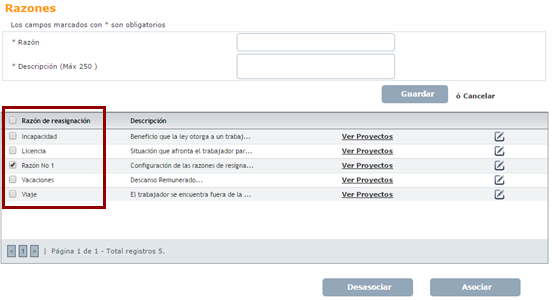 Razones
Los campos marcados con * son obligatorios
* Razón
* Descripción (Máx 250 )
Guardar ó Cancelar
Razón de reasignación Descripción
Incapacidad Beneficio que la ley otorga a un trabaj... Ver Proyectos
Licencia Situación que afronta el trabajador par... Ver Proyectos
Razón No 1 Configuración de las razones de resigna... Ver Proyectos
Vacaciones Descanso Remunerado... Ver Proyectos
Viaje El trabajador se encuentra fuera de la ... Ver Proyectos
< 1 > | Página 1 de 1 - Total registros 5.
Desasociar Asociar